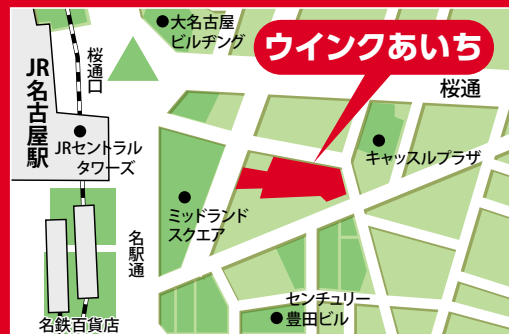 大名古屋
ビルヂング
ウインクあいち
桜通口
桜通
JR名古屋駅
JRセントラル
タワーズ
キャッスルプラザ
ミッドランド
スクエア
名駅通
センチュリー
豊田ビル
名鉄百貨店